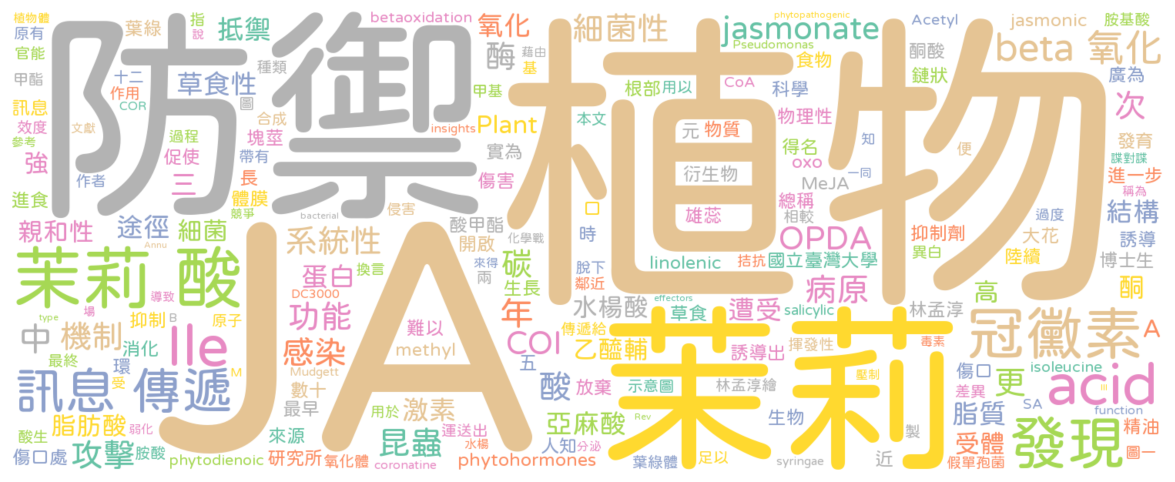 植物體
原有
指
說
葉綠
抵禦
betaoxidation
氧化
細菌性
jasmonate
phytopathogenic
Pseudomonas
Acetyl
jasmonic
胺基酸
官能
甲酯
十二
草食性
種類
酶
藉由
基
食物
酮酸
beta 氧化
鏈狀
廣為
訊息
作用
COR
圖
合成
甲基
根部
用以
CoA
科學
次
防禦
植物
效度
參考
文獻
過程
促使
塊莖
insights
Plant
本文
元
物質
物理性
知
便
發育
諜對諜
強
作者
帶有
三
長
實為
得名
oxo
一同
進一步
稱為
衍生物
MeJA
進食
體膜
競爭
傷害
口
雄蕊
總稱
相較
過度
結構
親和性
途徑
細菌
bacterial
侵害
酸甲酯
時
OPDA
抑制劑
大花
誘導
Annu
系統性
開啟
化學戰
脫下
拮抗
國立臺灣大學
異白
陸續
博士生
茉莉 酸
蛋白
換言
來得
兩
碳
生長
鄰近
linolenic
病原
高
酮
導致
場
DC3000
年
水楊酸
effectors
草食
遭受
salicylic
林孟淳
冠黴素
type
B
原子
功能
JA
難以
傳遞給
茉莉
毒素
A
中
機制
抑制
Ile
COI
乙醯輔
誘導出
揮發性
傷口
最終
消化
環
感染
methyl
五
壓制
更
isoleucine
訊息 傳遞
受
M
Mudgett
數十
酸
放棄
示意圖
林孟淳繪
差異
acid
最早
用於
激素
亞麻酸
Rev
生物
製
脂質
SA
function
III
脂肪酸
酸生
弱化
來源
昆蟲
運送出
人知
發現
精油
傷口處
攻擊
胺酸
水楊
分泌
足以
近
受體
圖一
phytodienoic
研究所
氧化體
coronatine
phytohormones
葉綠體
syringae
假單孢菌